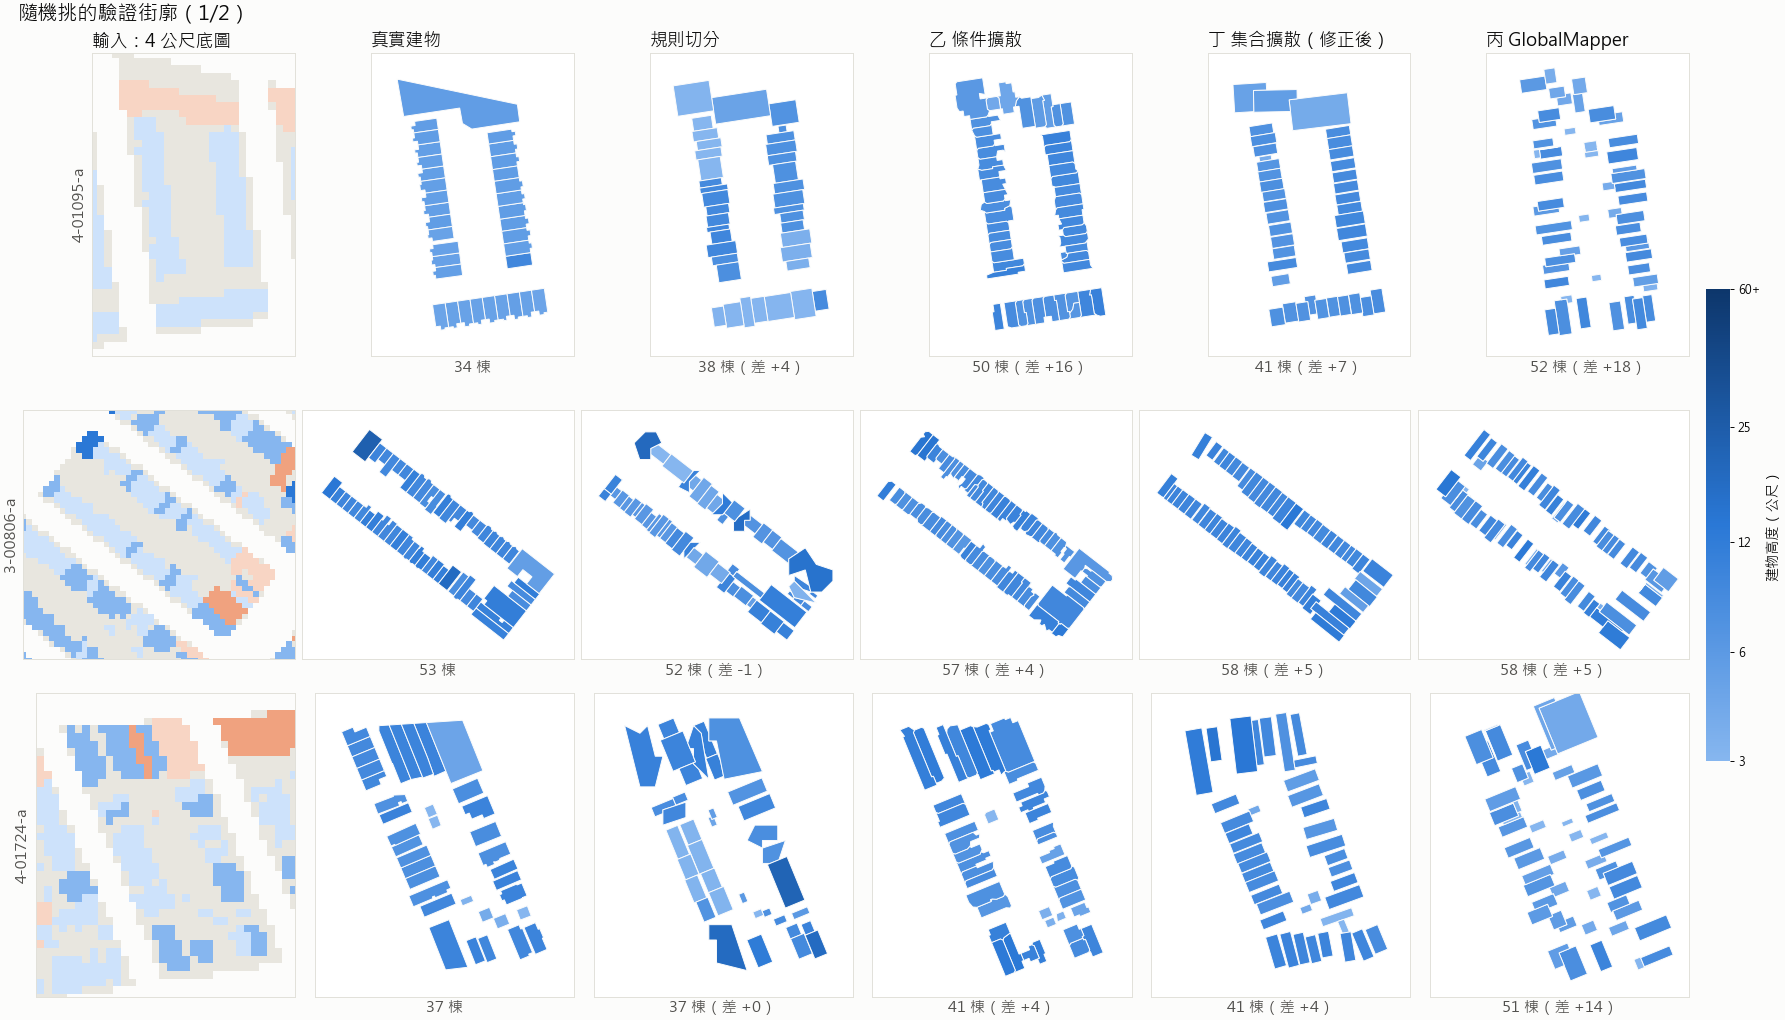 隨機挑的驗證街廓（1/2）
輸入：4 公尺底圖
真實建物
規則切分
乙 條件擴散
丁 集合擴散（修正後）
丙 GlobalMapper
4-01095-a
34 棟
38 棟（差 +4）
50 棟（差 +16）
41 棟（差 +7）
52 棟（差 +18）
3-00806-a
53 棟
52 棟（差 -1）
57 棟（差 +4）
58 棟（差 +5）
58 棟（差 +5）
4-01724-a
37 棟
37 棟（差 +0）
41 棟（差 +4）
41 棟（差 +4）
51 棟（差 +14）
60+
25
12
6
3
建物高度（公尺）